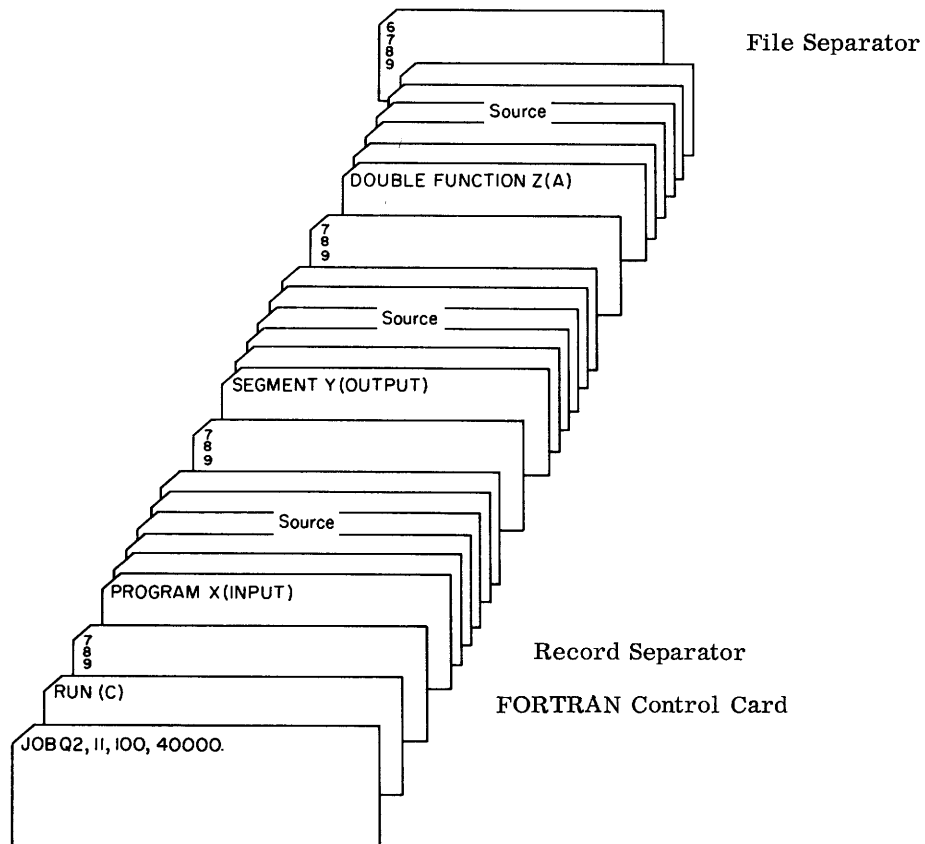 6
7
8
9
File Separator
Source
DOUBLE FUNCTION Z(A)
7
8
9
Source
SEGMENT Y(OUTPUT)
7
8
9
Source
PROGRAM X(INPUT)
7
8
9
Record Separator
RUN (C)
FORTRAN Control Card
JOBQ2, 11, 100, 40000.